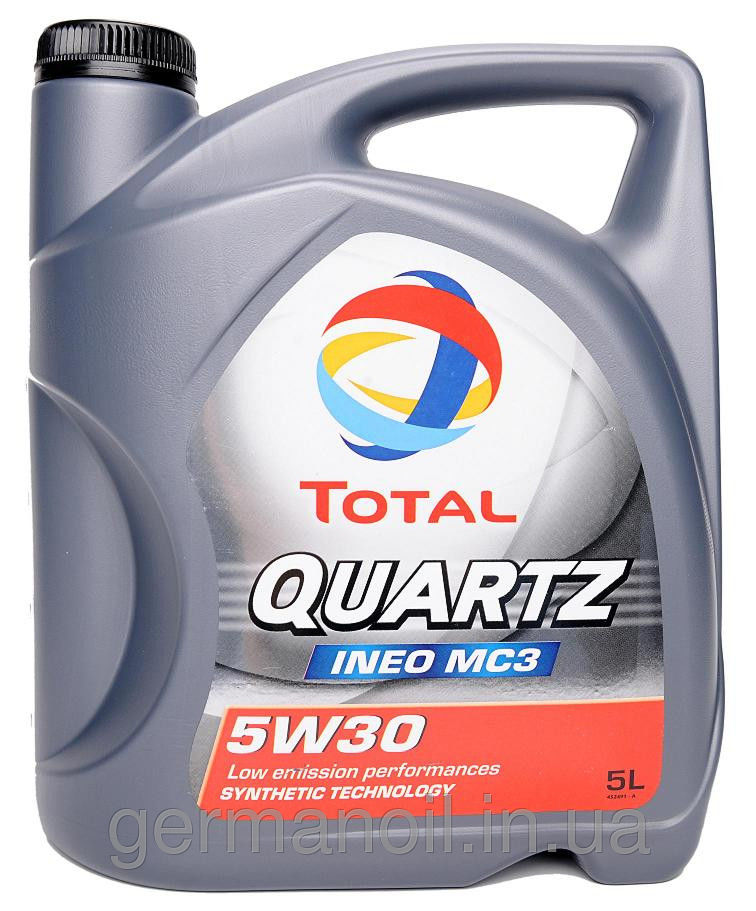 TOTAL
QUARTZ
INEO MC3
5W30
Low emission performances
SYNTHETIC TECHNOLOGY
5L
germanoil.in.ua